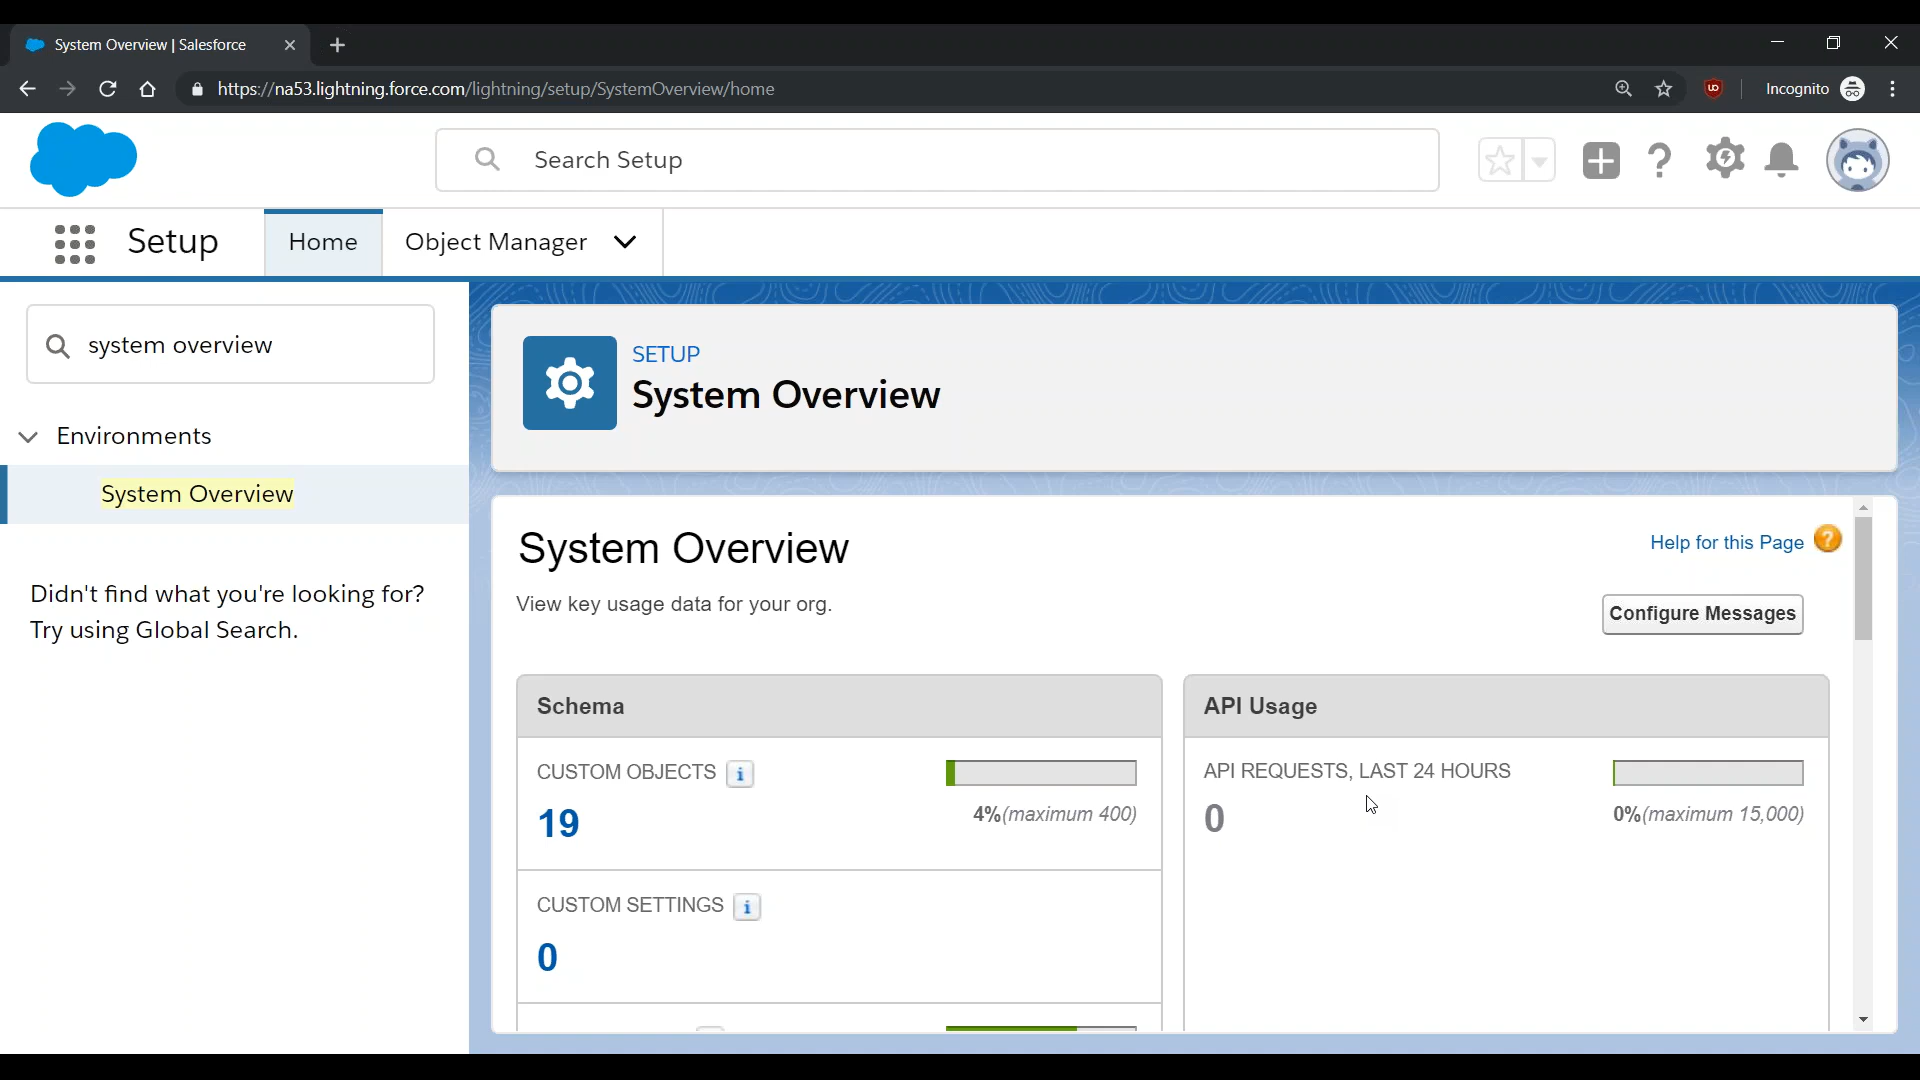 System Overview | Salesforce
https://na53.lightning.force.com/lightning/setup/SystemOverview/home
Incognito
Search Setup
Setup
Home
Object Manager
system overview
Environments
System Overview
Didn't find what you're looking for?
Try using Global Search.
SETUP
System Overview
System Overview
Help for this Page ?
View key usage data for your org.
Configure Messages
Schema
CUSTOM OBJECTS i
19
4%(maximum 400)
CUSTOM SETTINGS i
0
API Usage
API REQUESTS, LAST 24 HOURS
0
0%(maximum 15,000)